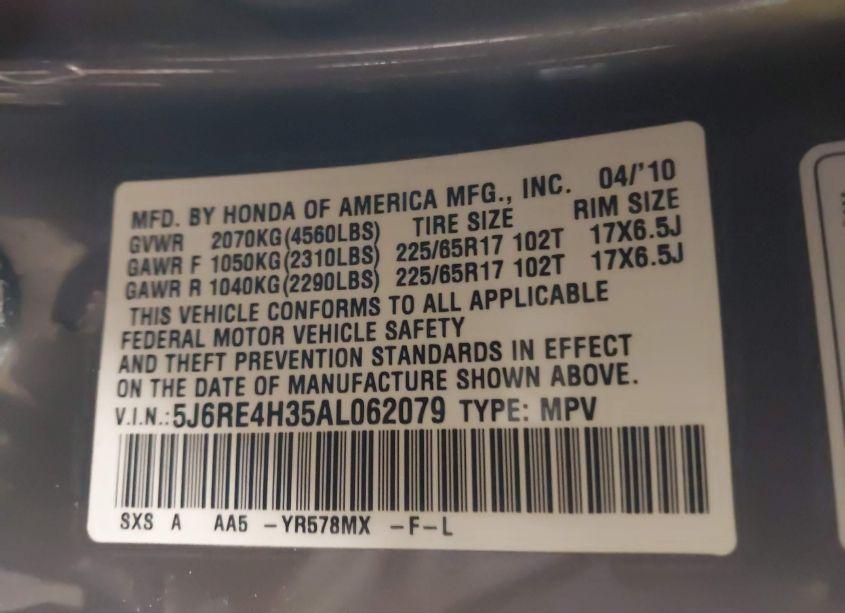 MFD. BY HONDA OF AMERICA MFG., INC. 04/'10
GVWR 2070KG(4560LBS) TIRE SIZE RIM SIZE
GAWR F 1050KG(2310LBS) 225/65R17 102T 17X6.5J
GAWR R 1040KG(2290LBS) 225/65R17 102T 17X6.5J
THIS VEHICLE CONFORMS TO ALL APPLICABLE
FEDERAL MOTOR VEHICLE SAFETY
AND THEFT PREVENTION STANDARDS IN EFFECT
ON THE DATE OF MANUFACTURE SHOWN ABOVE.
V.I.N.:5J6RE4H35AL062079 TYPE: MPV
SXS A AA5 -YR578MX -F-L